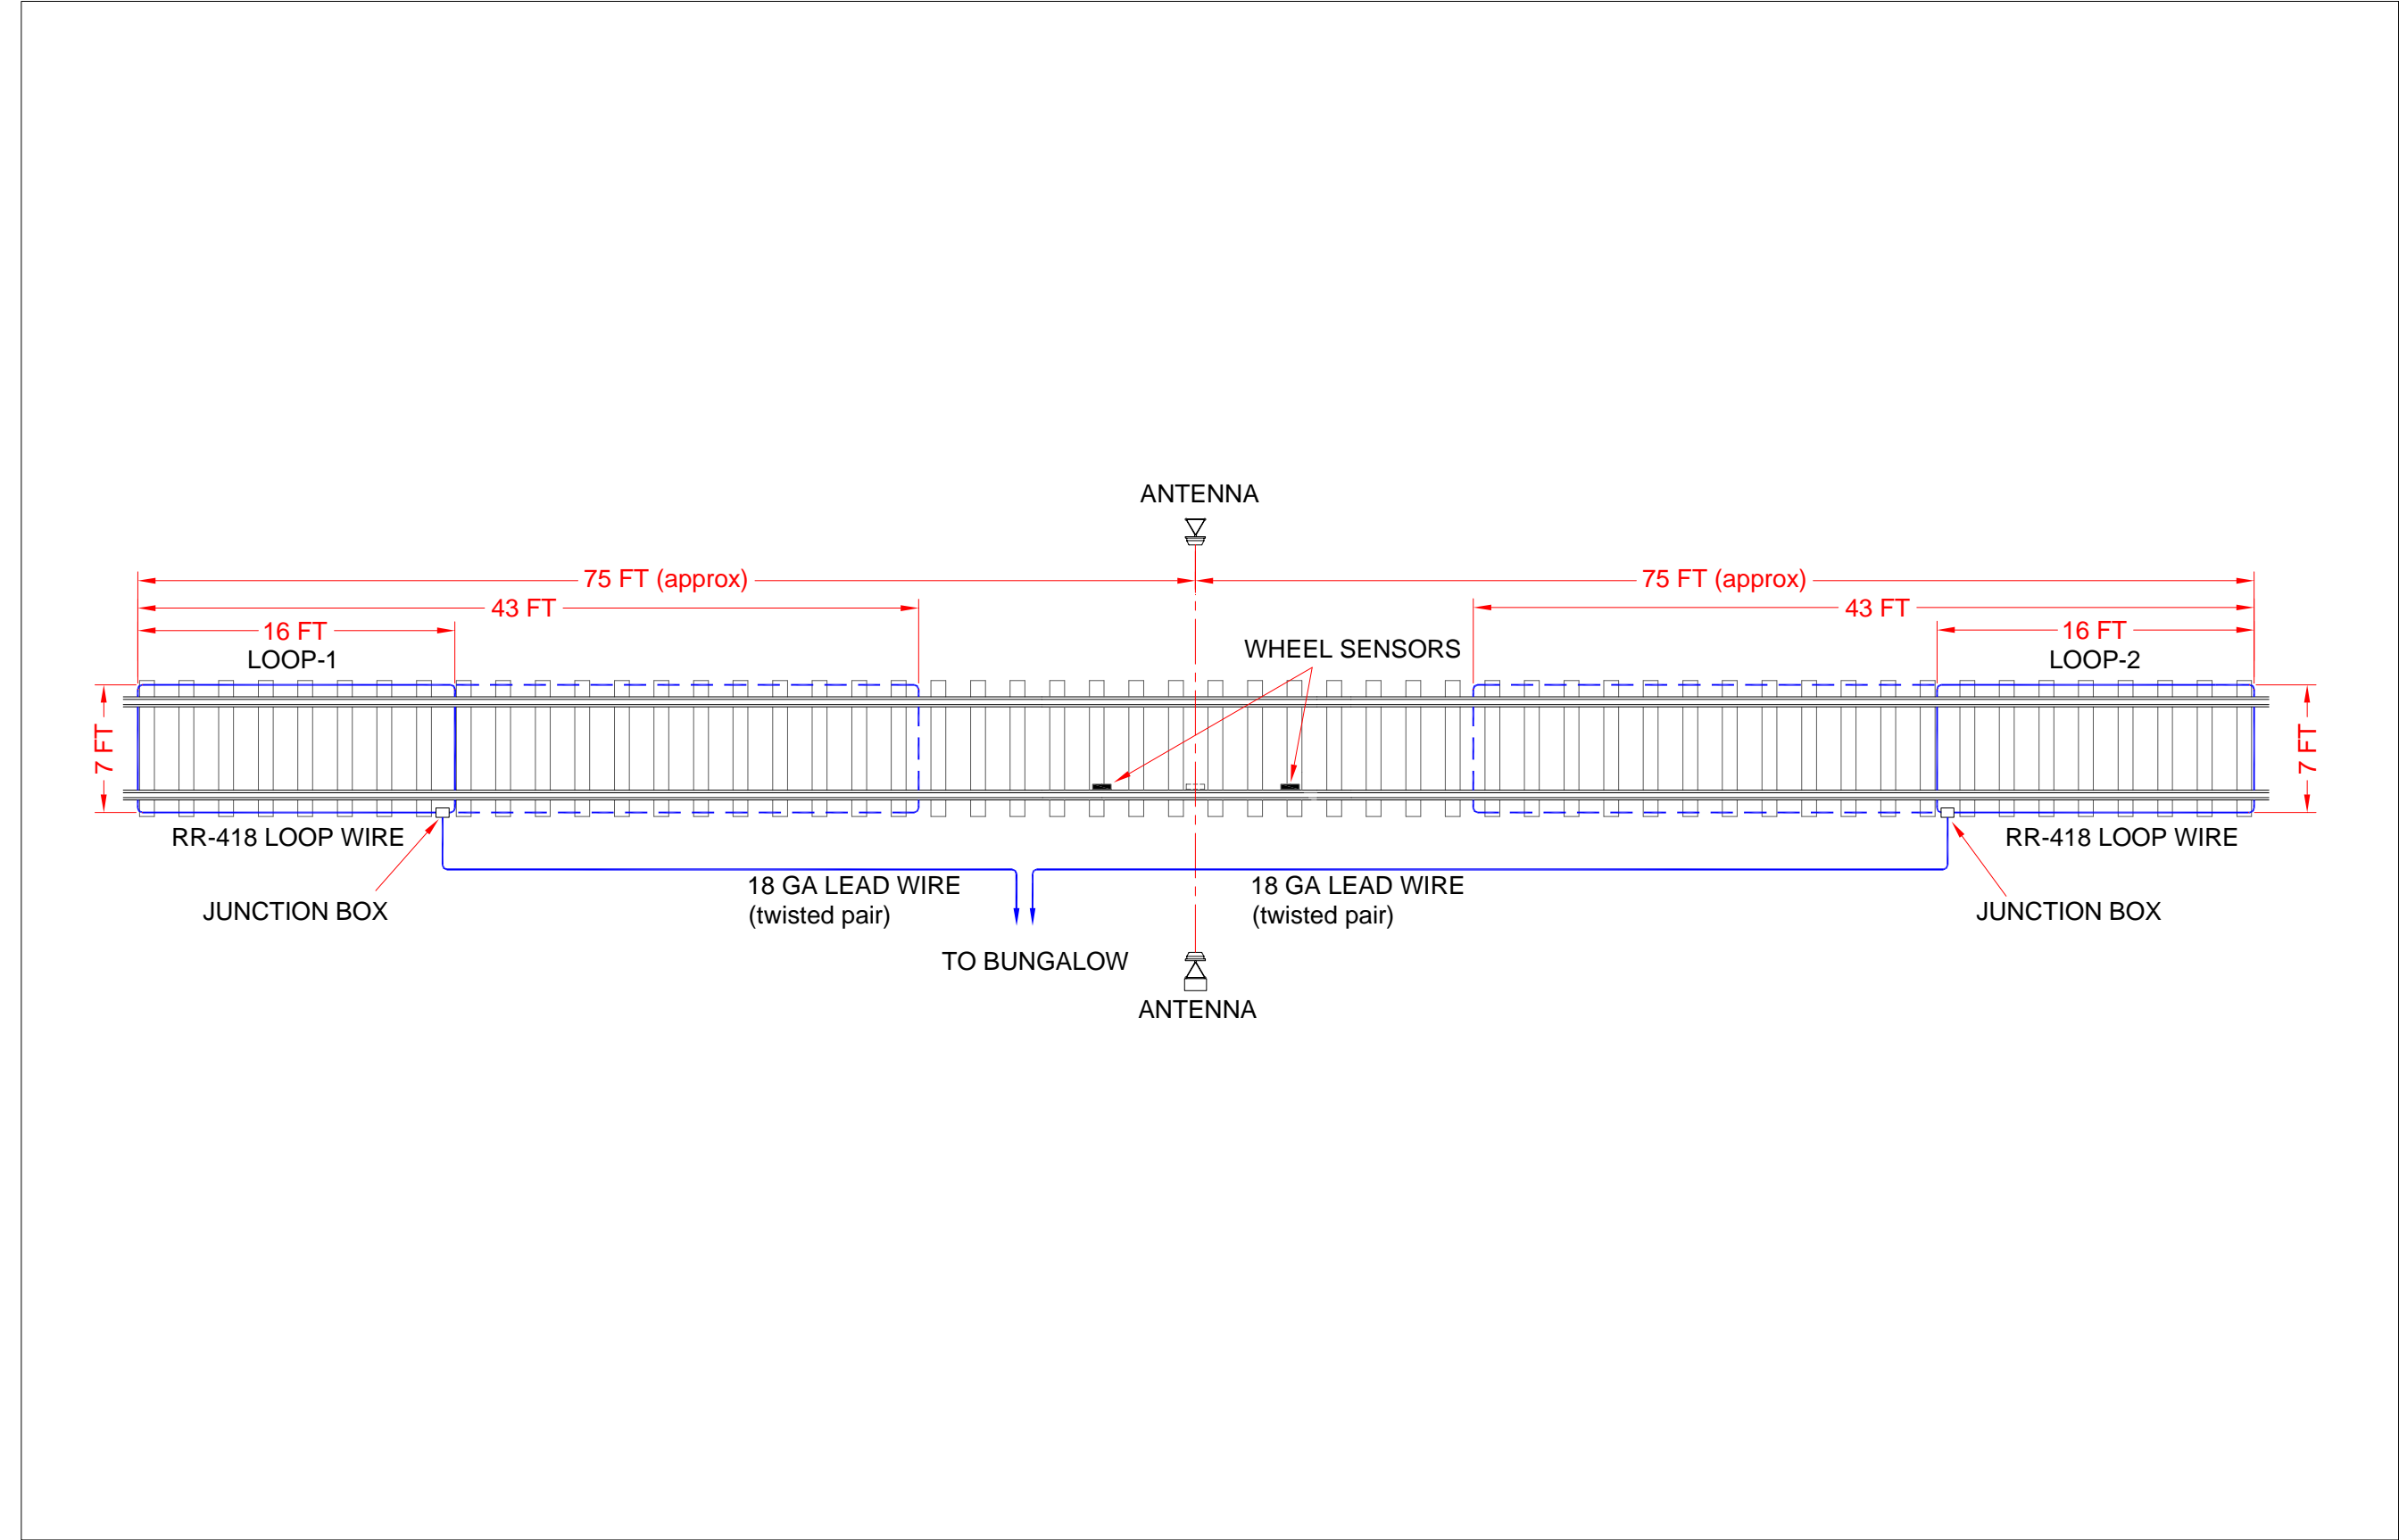 ANTENNA
75 FT (approx)
75 FT (approx)
43 FT
43 FT
16 FT
16 FT
LOOP-1
WHEEL SENSORS
LOOP-2
7 FT
7 FT
RR-418 LOOP WIRE
RR-418 LOOP WIRE
18 GA LEAD WIRE
(twisted pair)
18 GA LEAD WIRE
(twisted pair)
JUNCTION BOX
JUNCTION BOX
TO BUNGALOW
ANTENNA